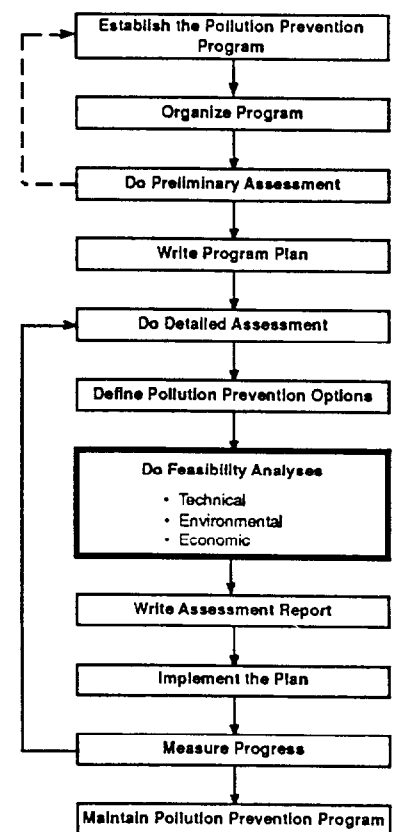 Establish the Pollution Prevention
Program
Organize Program
Do Preliminary Assessment
Write Program Plan
Do Detailed Assessment
Define Pollution Prevention Options
Do Feasibility Analyses
• Technical
• Environmental
• Economic
Write Assessment Report
Implement the Plan
Measure Progress
Maintain Pollution Prevention Program